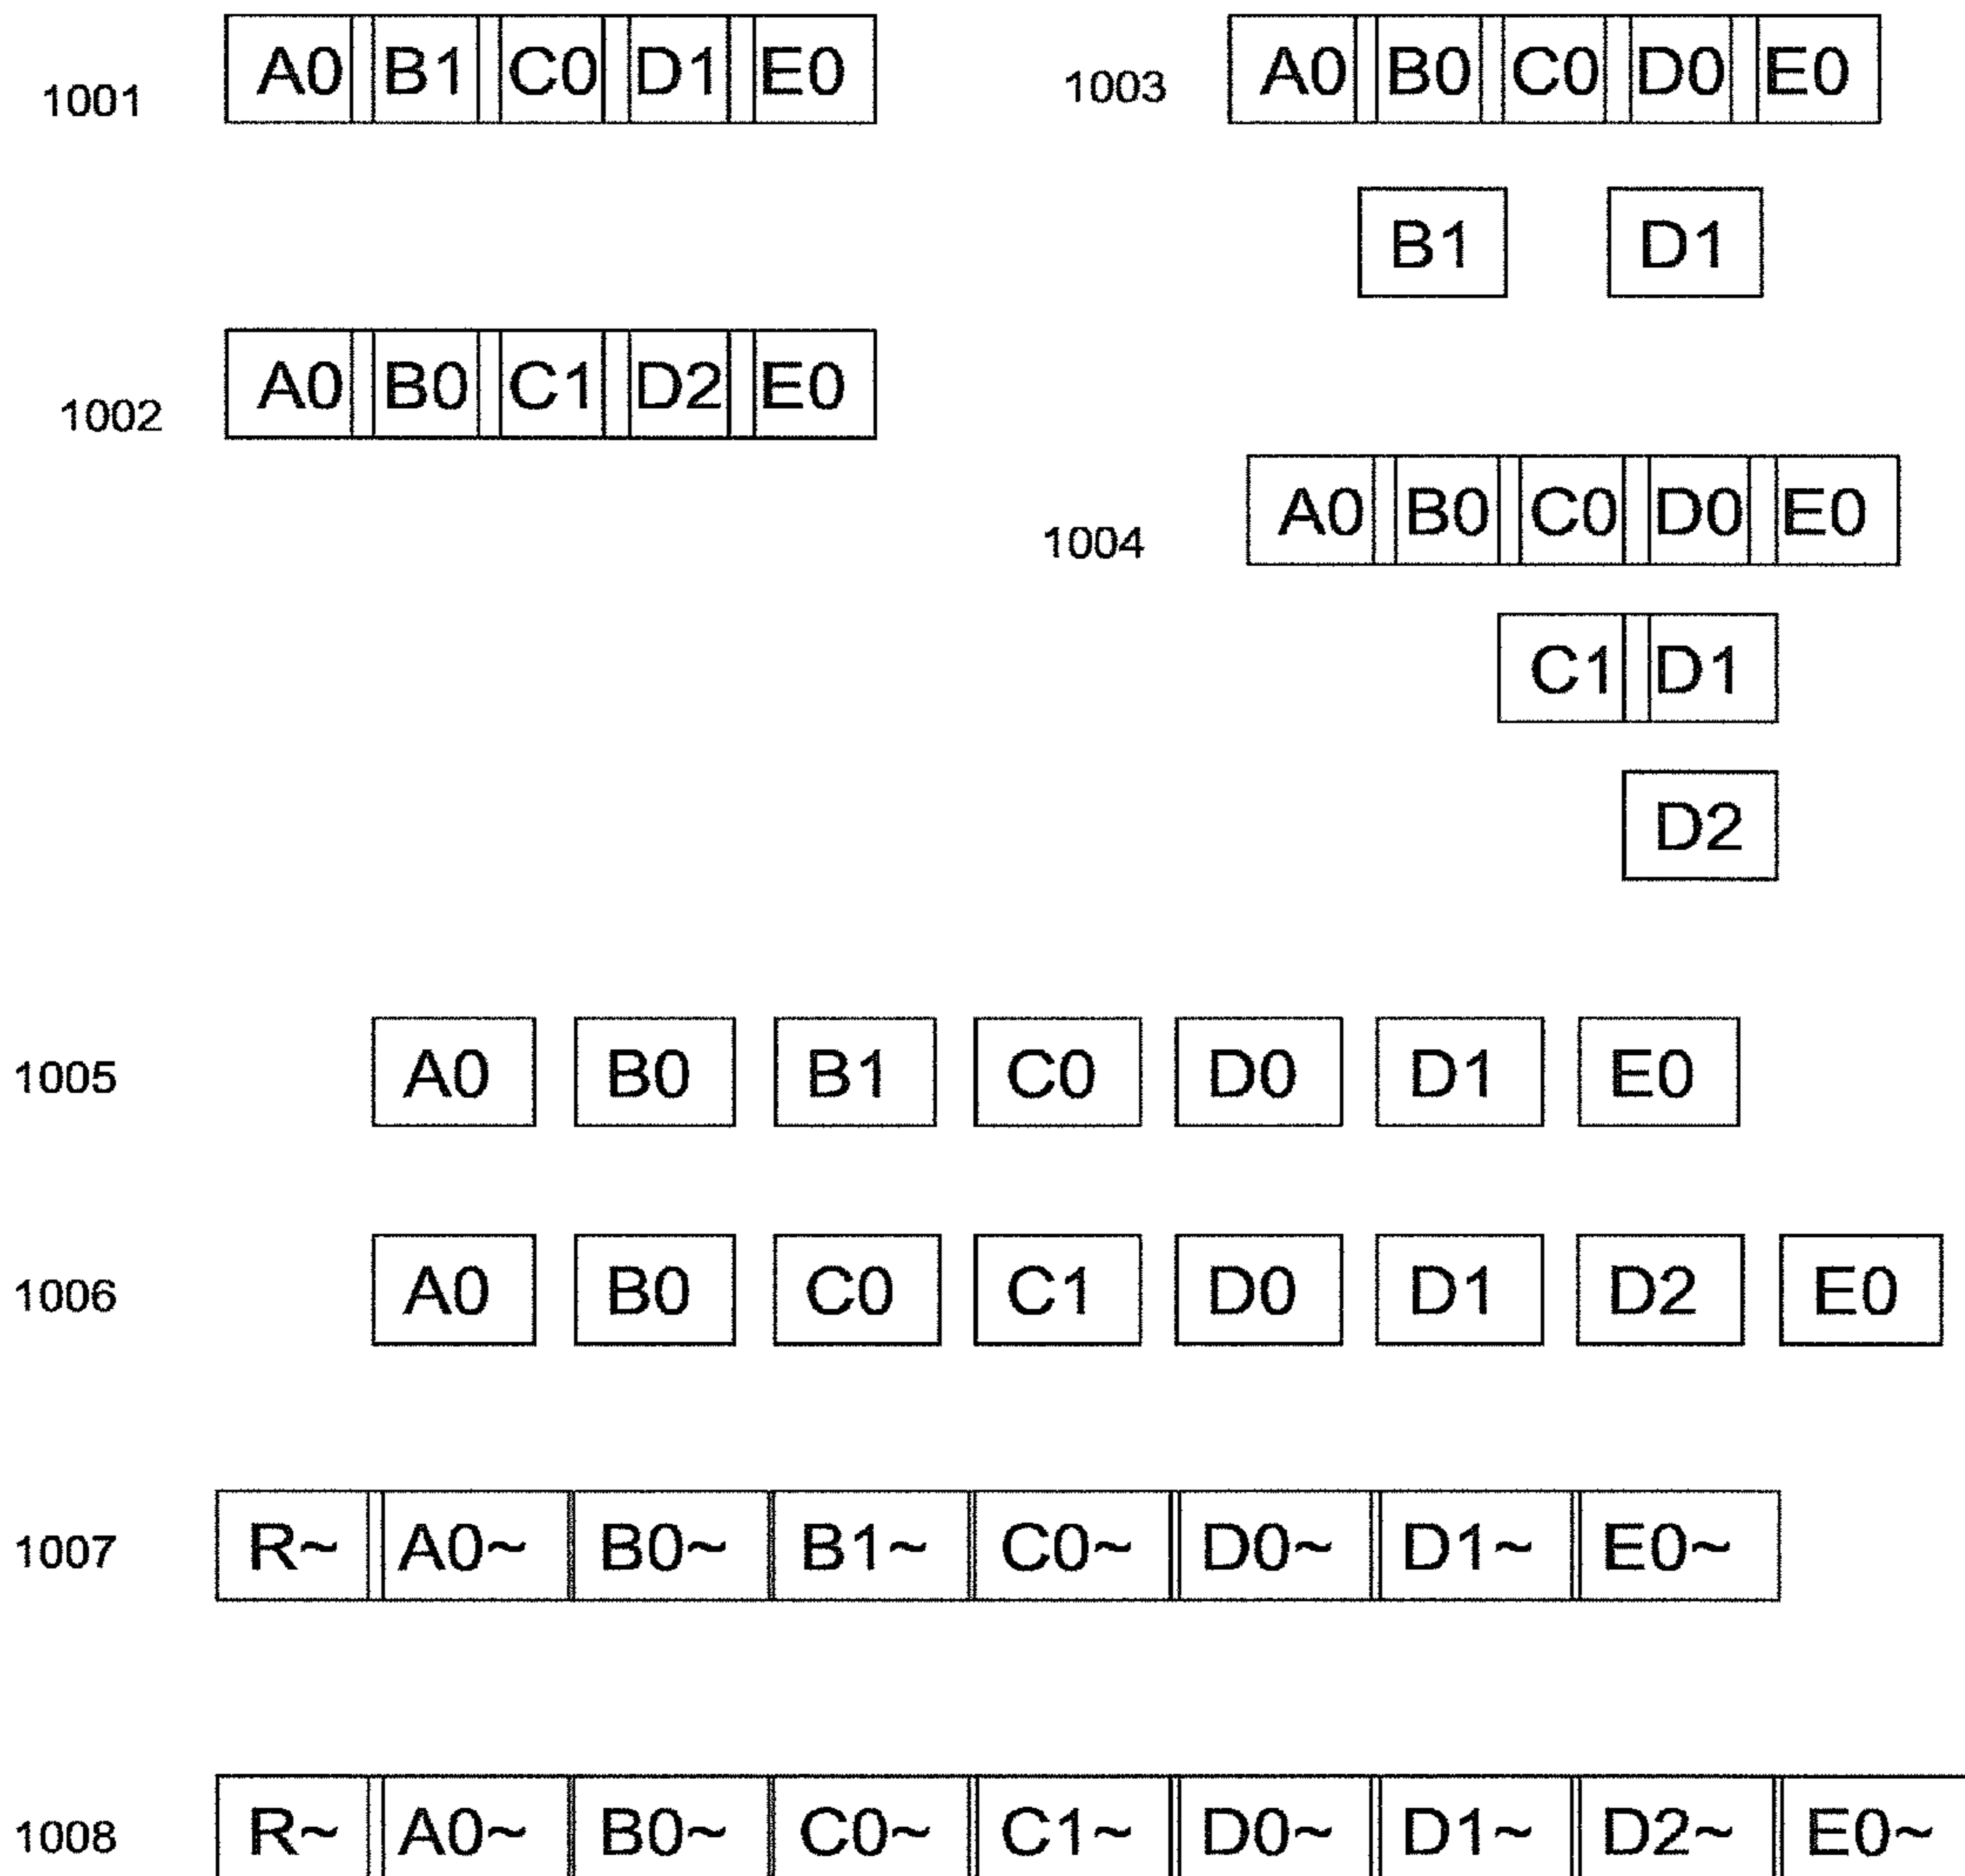 1001 A0 B1 C0 D1 E0
1003 A0 B0 C0 D0 E0
B1 D1
1002 A0 B0 C1 D2 E0
1004 A0 B0 C0 D0 E0
C1 D1
D2
1005 A0 B0 B1 C0 D0 D1 E0
1006 A0 B0 C0 C1 D0 D1 D2 E0
1007 R~ A0~ B0~ B1~ C0~ D0~ D1~ E0~
1008 R~ A0~ B0~ C0~ C1~ D0~ D1~ D2~ E0~